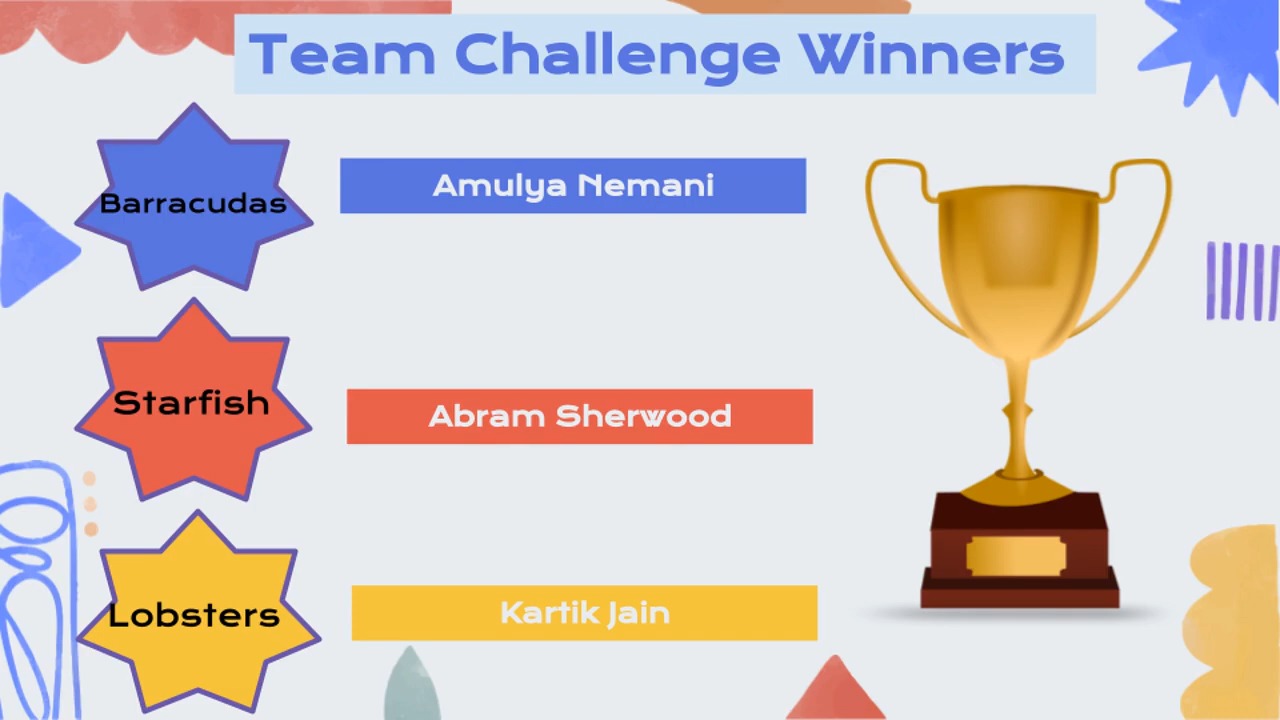 Team Challenge Winners
Barracudas
Amulya Nemani
Starfish
Abram Sherwood
Lobsters
Kartik Jain